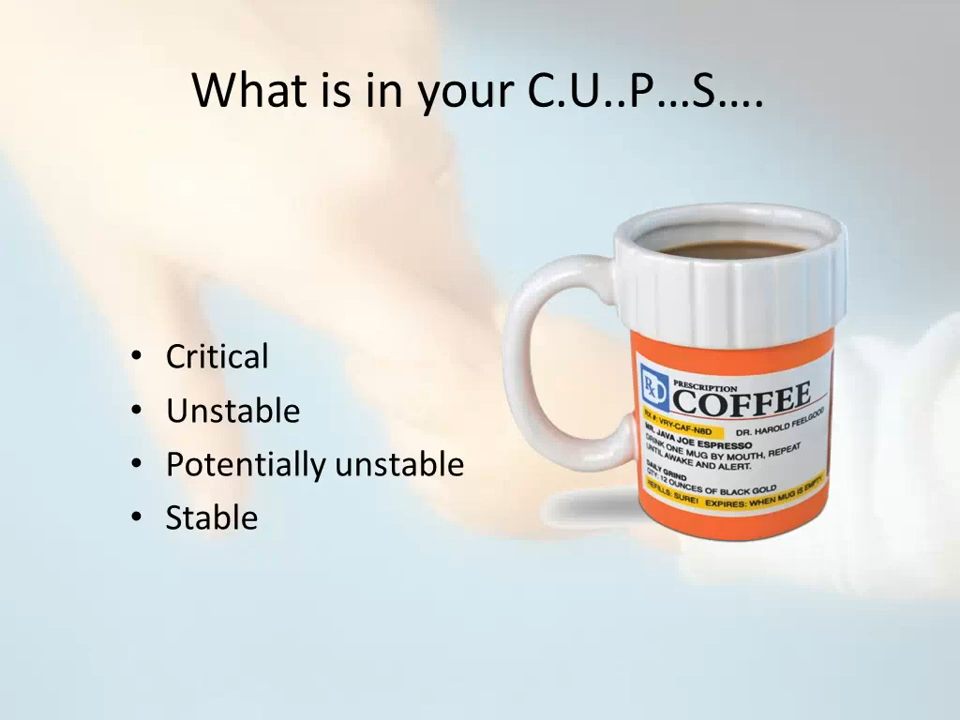 What is in your C.U..P...S....
• Critical
• Unstable
• Potentially unstable
• Stable
RxD PRESCRIPTION
COFFEE
RX #: VRY-CAF-N8D DR. HAROLD FEELGOOD
MR. JAVA JOE ESPRESSO
DRINK ONE MUG BY MOUTH, REPEAT
UNTIL AWAKE AND ALERT.
DAILY GRIND
QTY: 12 OUNCES OF BLACK GOLD
REFILLS: SURE! EXPIRES: WHEN MUG IS EMPTY